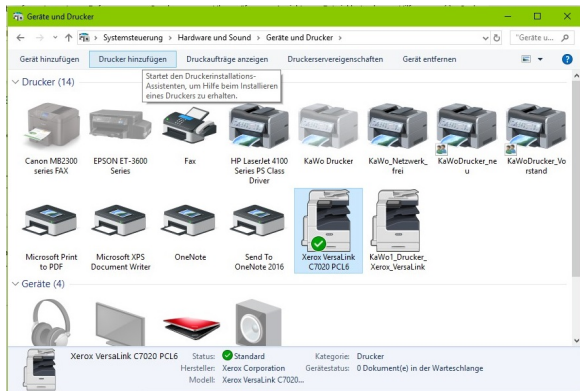 Geräte und Drucker
Systemsteuerung > Hardware und Sound > Geräte und Drucker >
"Geräte u...
Gerät hinzufügen Drucker hinzufügen Druckaufträge anzeigen Druckerservereigenschaften Gerät entfernen
Startet den Druckerinstallations-
Assistenten, um Hilfe beim Installieren
eines Druckers zu erhalten.
Drucker (14)
Canon MB2300
series FAX
EPSON ET-3600
Series
Fax
HP LaserJet 4100
Series PS Class
Driver
KaWo Drucker
KaWo_Netzwerk_
frei
KaWoDrucker_ne
u
KaWoDrucker_Vo
rstand
Microsoft Print
to PDF
Microsoft XPS
Document Writer
OneNote
Send To
OneNote 2016
Xerox VersaLink
C7020 PCL6
KaWo1_Drucker_
Xerox_VersaLink
Geräte (4)
Xerox VersaLink C7020 PCL6 Status: Standard Kategorie: Drucker
Hersteller: Xerox Corporation Gerätestatus: 0 Dokument(e) in der Warteschlange
Modell: Xerox VersaLink C7020...